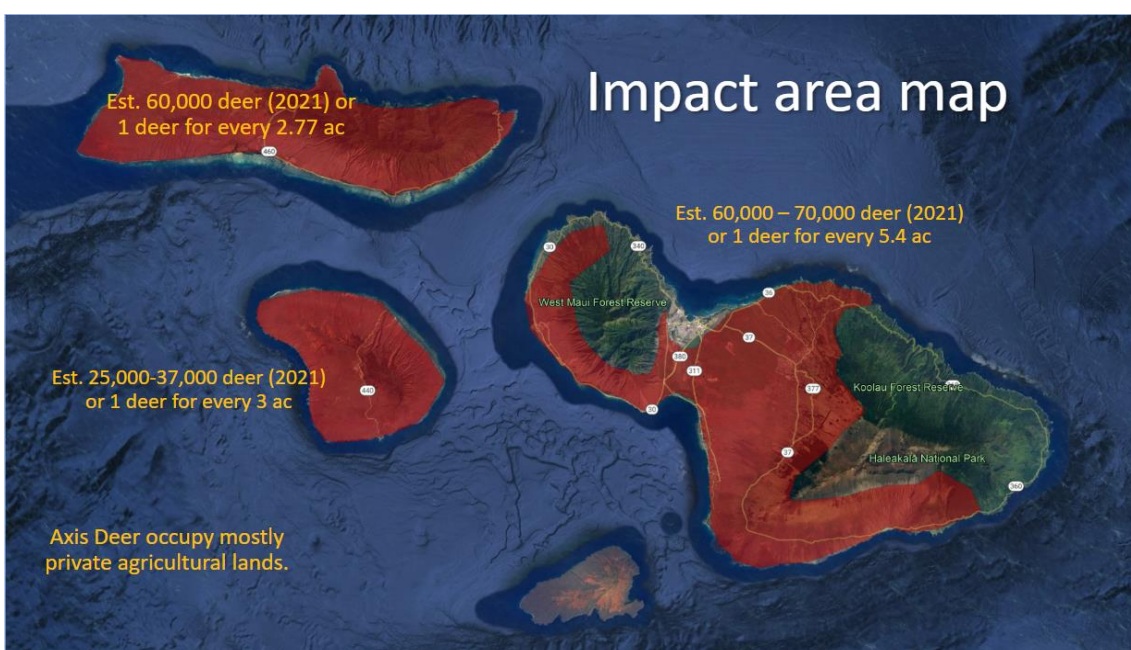 Impact area map
Est. 60,000 deer (2021) or
1 deer for every 2.77 ac
460
Est. 60,000 – 70,000 deer (2021)
or 1 deer for every 5.4 ac
30
340
36
West Maui Forest Reserve
37
380
311
377
Koolau Forest Reserve
30
37
Haleakalā National Park
360
Est. 25,000-37,000 deer (2021)
or 1 deer for every 3 ac
440
Axis Deer occupy mostly
private agricultural lands.